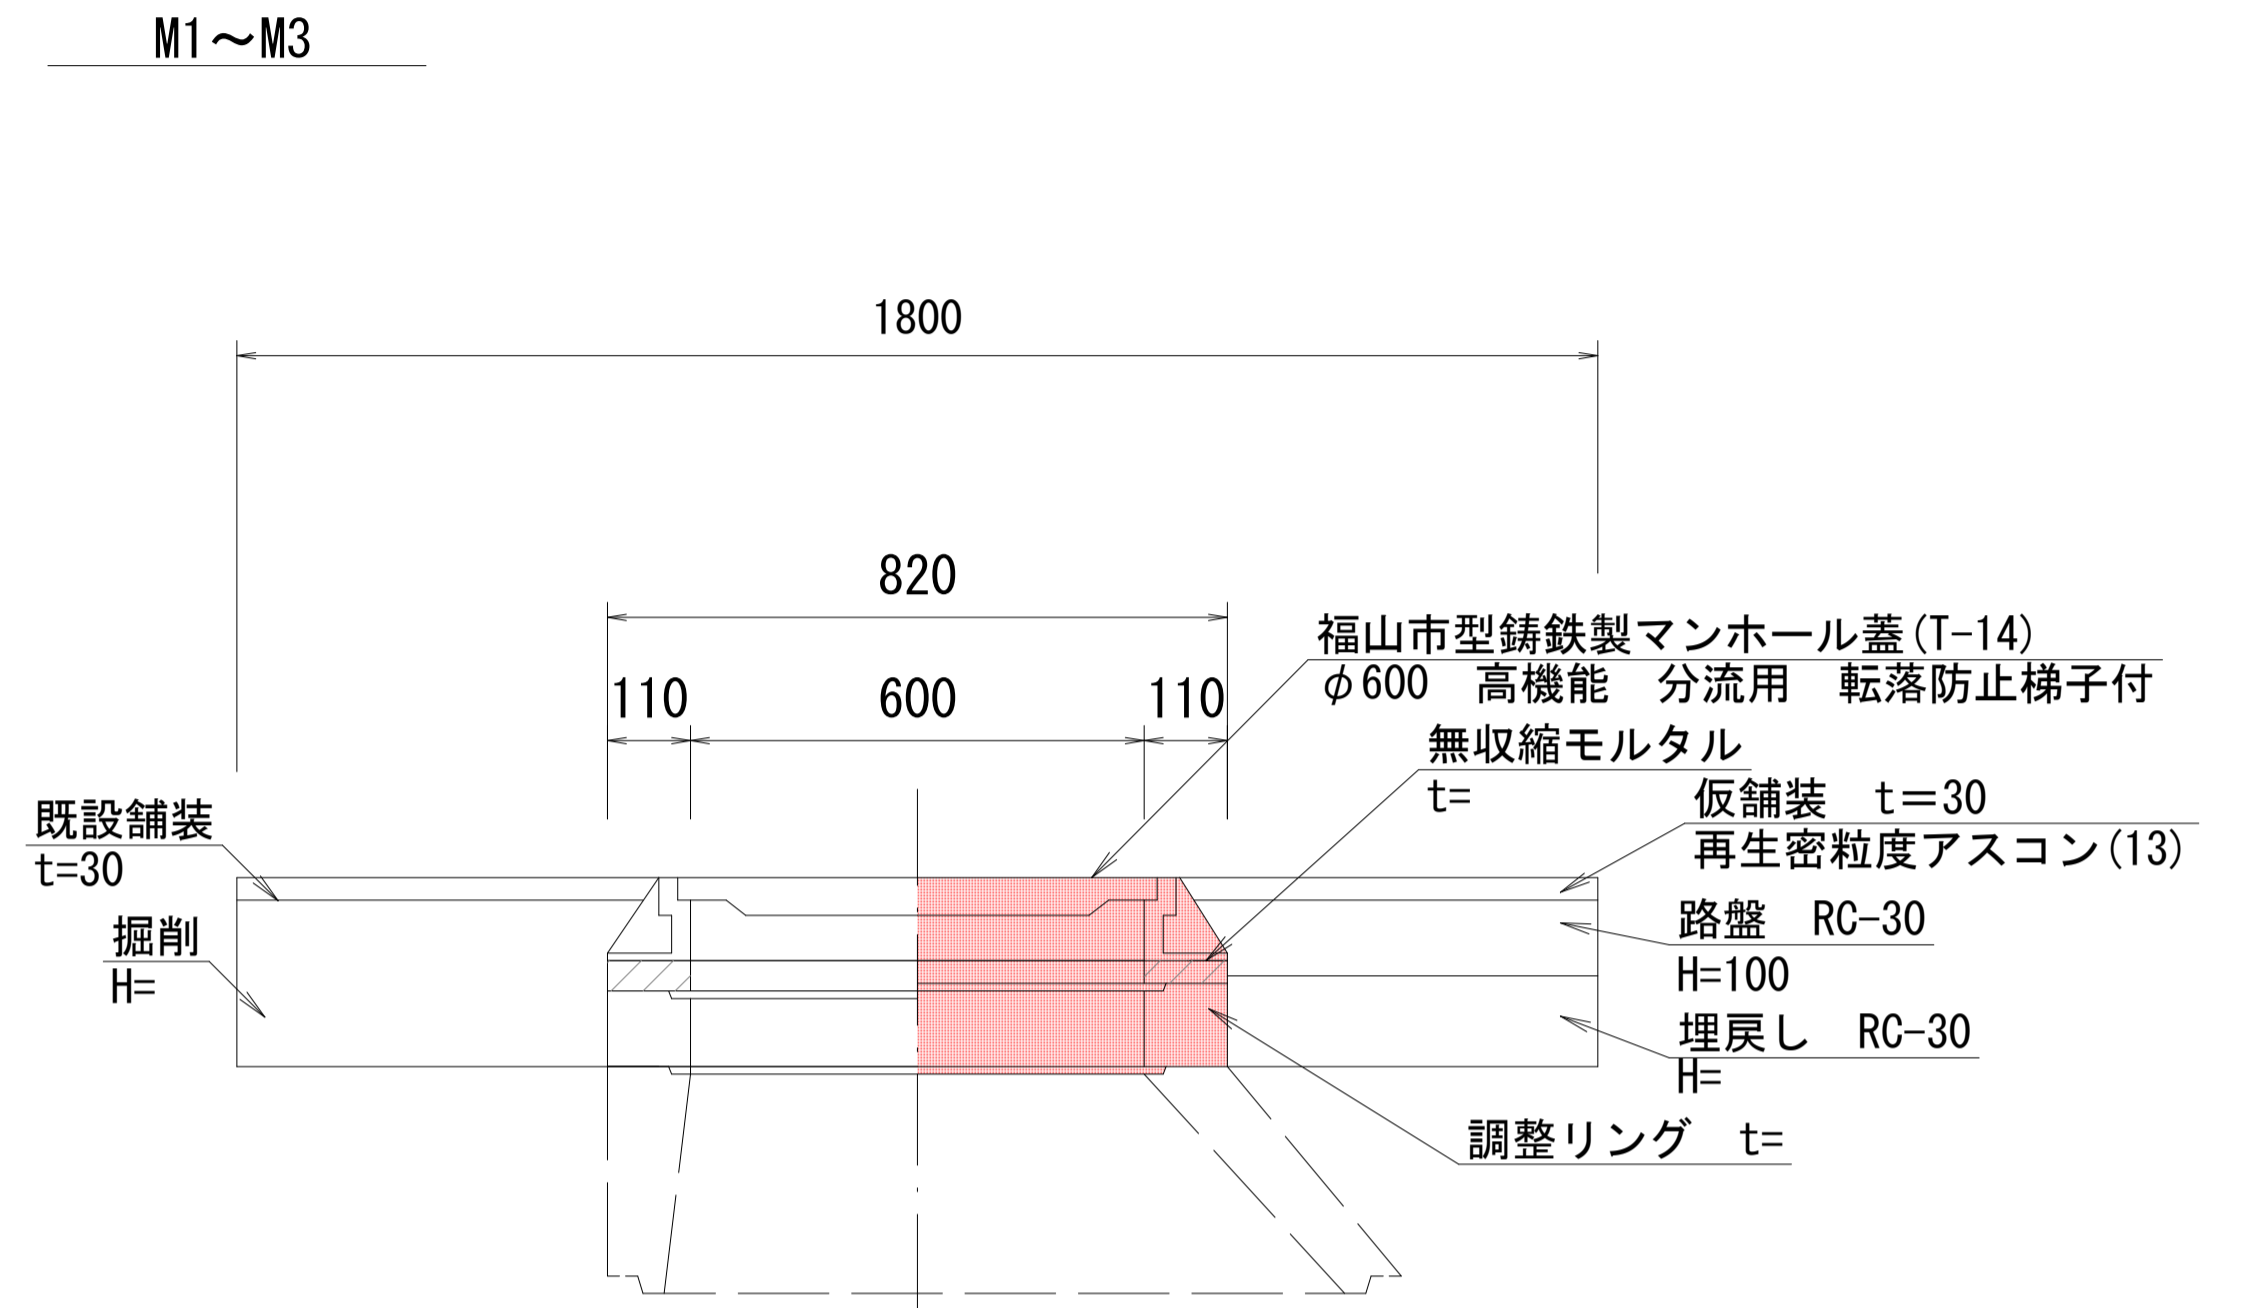 M1～M3
1800
820
110
600
110
福山市型鋳鉄製マンホール蓋(T-14)
φ600　高機能　分流用　転落防止梯子付
無収縮モルタル
t=
仮舗装　t＝30
再生密粒度アスコン(13)
既設舗装
t=30
掘削
H=
路盤　RC-30
H=100
埋戻し　RC-30
H=
調整リング　t=